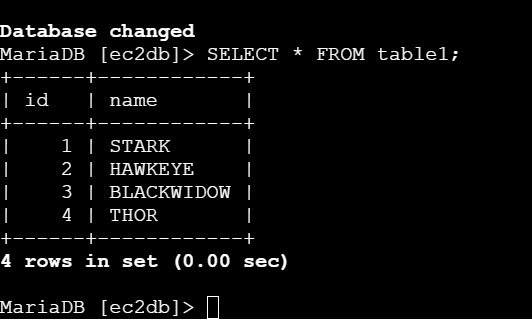 Database changed
MariaDB [ec2db]> SELECT * FROM table1;
+------+------------+
| id   | name       |
+------+------------+
|    1 | STARK      |
|    2 | HAWKEYE    |
|    3 | BLACKWIDOW |
|    4 | THOR       |
+------+------------+
4 rows in set (0.00 sec)
MariaDB [ec2db]>